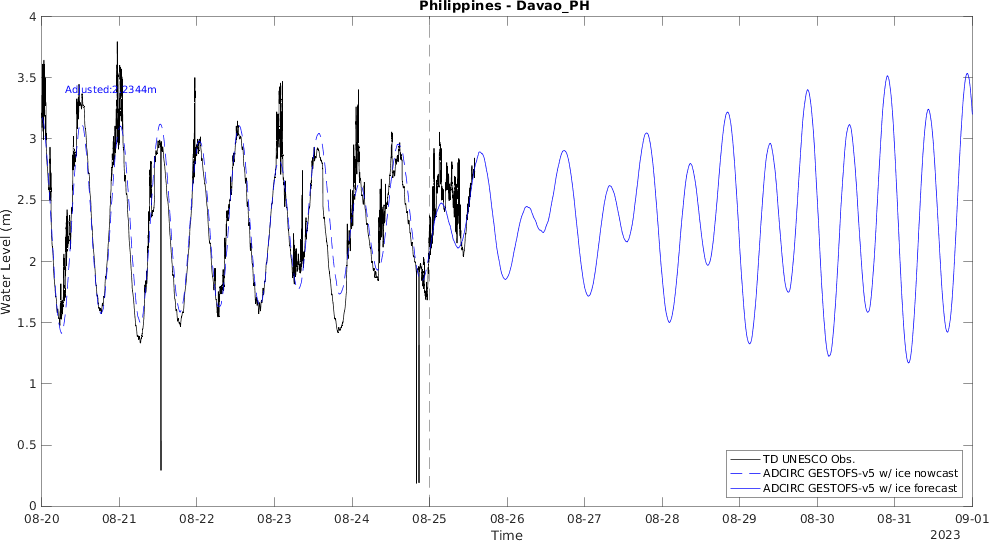 Philippines - Davao_PH
4
3.5
3
2.5
2
1.5
1
0.5
0
Water Level (m)
Adjusted:2.2344m
TD UNESCO Obs.
ADCIRC GESTOFS-v5 w/ ice nowcast
ADCIRC GESTOFS-v5 w/ ice forecast
08-20 08-21 08-22 08-23 08-24 08-25 08-26 08-27 08-28 08-29 08-30 08-31 09-01
Time
2023